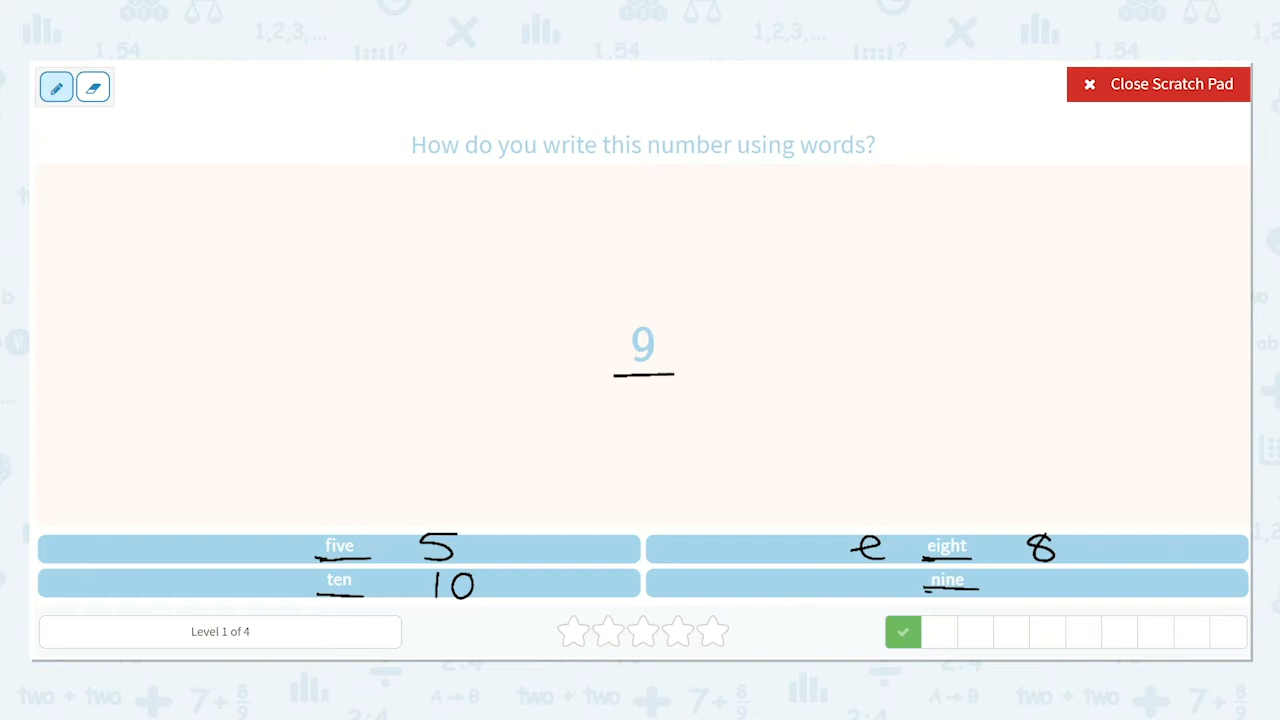 Close Scratch Pad
How do you write this number using words?
9
five 5
e eight 8
ten 10
nine
Level 1 of 4